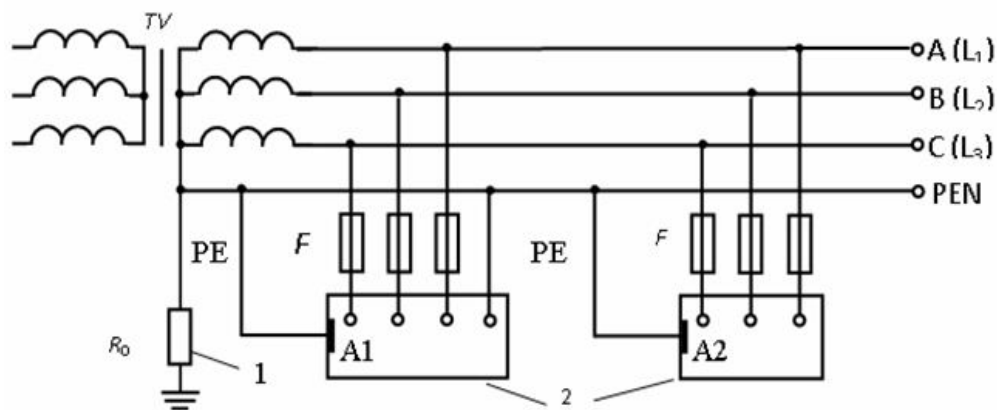 TV
A (L₁)
B (L₂)
C (L₃)
PEN
PE
F
PE
F
A1
A2
R₀
1
2